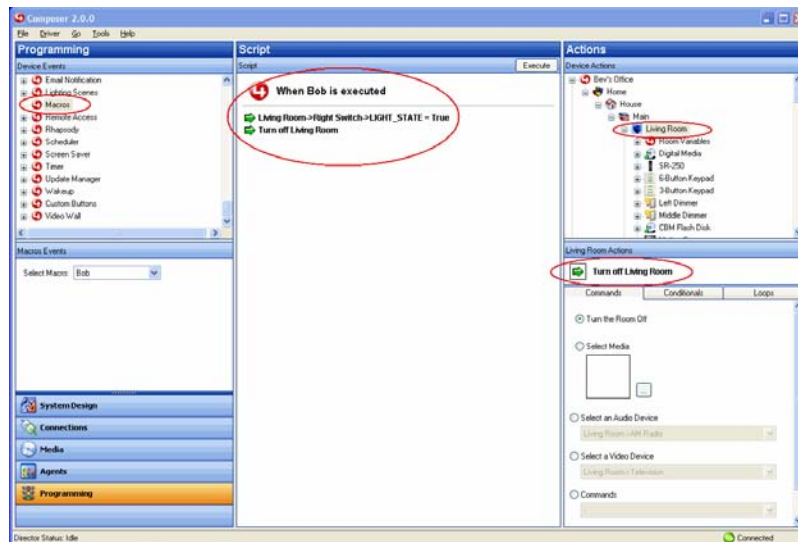 Composer 2.0.0
File Driver Go Tools Help
Programming
Device Events
Email Notification
Lighting Scenes
Macros
Remote Access
Rhapsody
Scheduler
Screen Saver
Timer
Update Manager
Wakeup
Custom Buttons
Video Wall
Macros Events
Select Macro: Bob
System Design
Connections
Media
Agents
Programming
Director Status: Idle
Script
Script Execute
When Bob is executed
Living Room->Right Switch->LIGHT_STATE = True
Turn off Living Room
Actions
Device Actions
Bev's Office
Home
House
Main
Living Room
Room Variables
Digital Media
SR-250
6-Button Keypad
3-Button Keypad
Left Dimmer
Middle Dimmer
CBM Flash Disk
Living Room Actions
Turn off Living Room
Commands Conditionals Loops
Turn the Room Off
Select Media
...
Select an Audio Device
Living Room->AM Radio
Select a Video Device
Living Room->Television
Commands
Connected